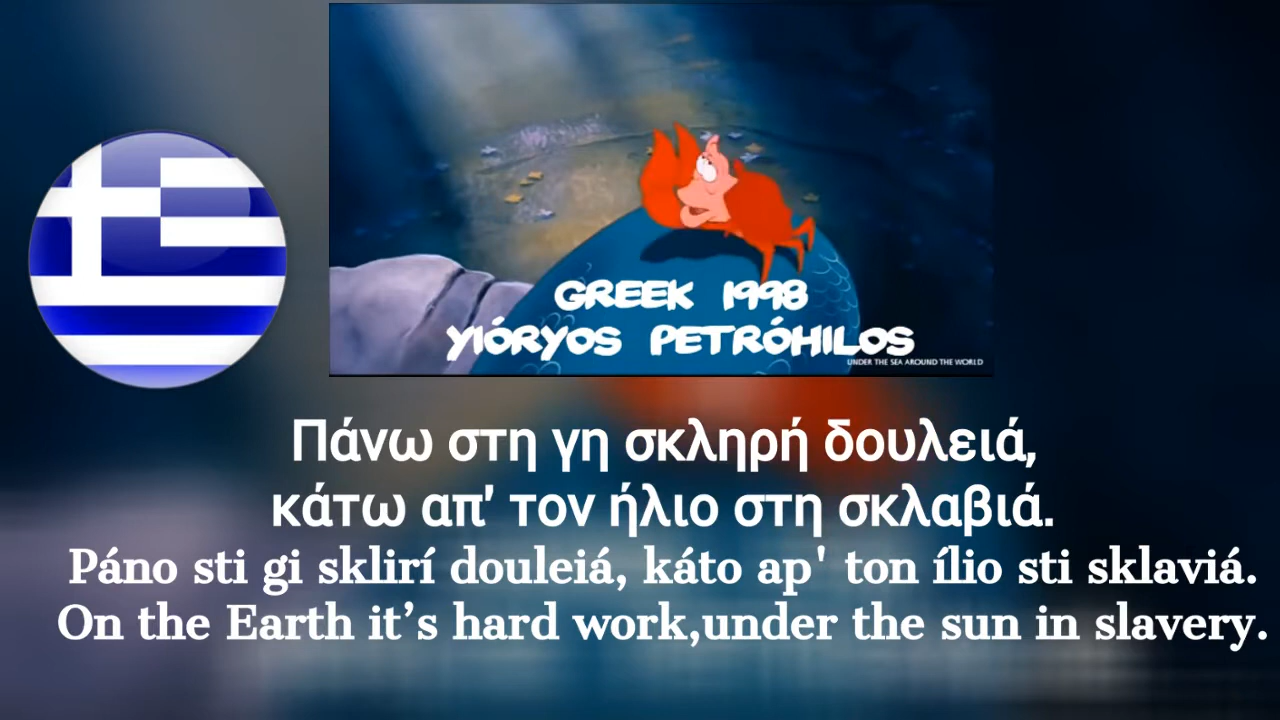 GREEK 1998
YIÓRYOS PETRÓHILOS
UNDER THE SEA AROUND THE WORLD
Πάνω στη γη σκληρή δουλειά,
κάτω απ' τον ήλιο στη σκλαβιά.
Páno sti gi sklirí douleiá, káto ap' ton ílio sti sklaviá.
On the Earth it’s hard work,under the sun in slavery.